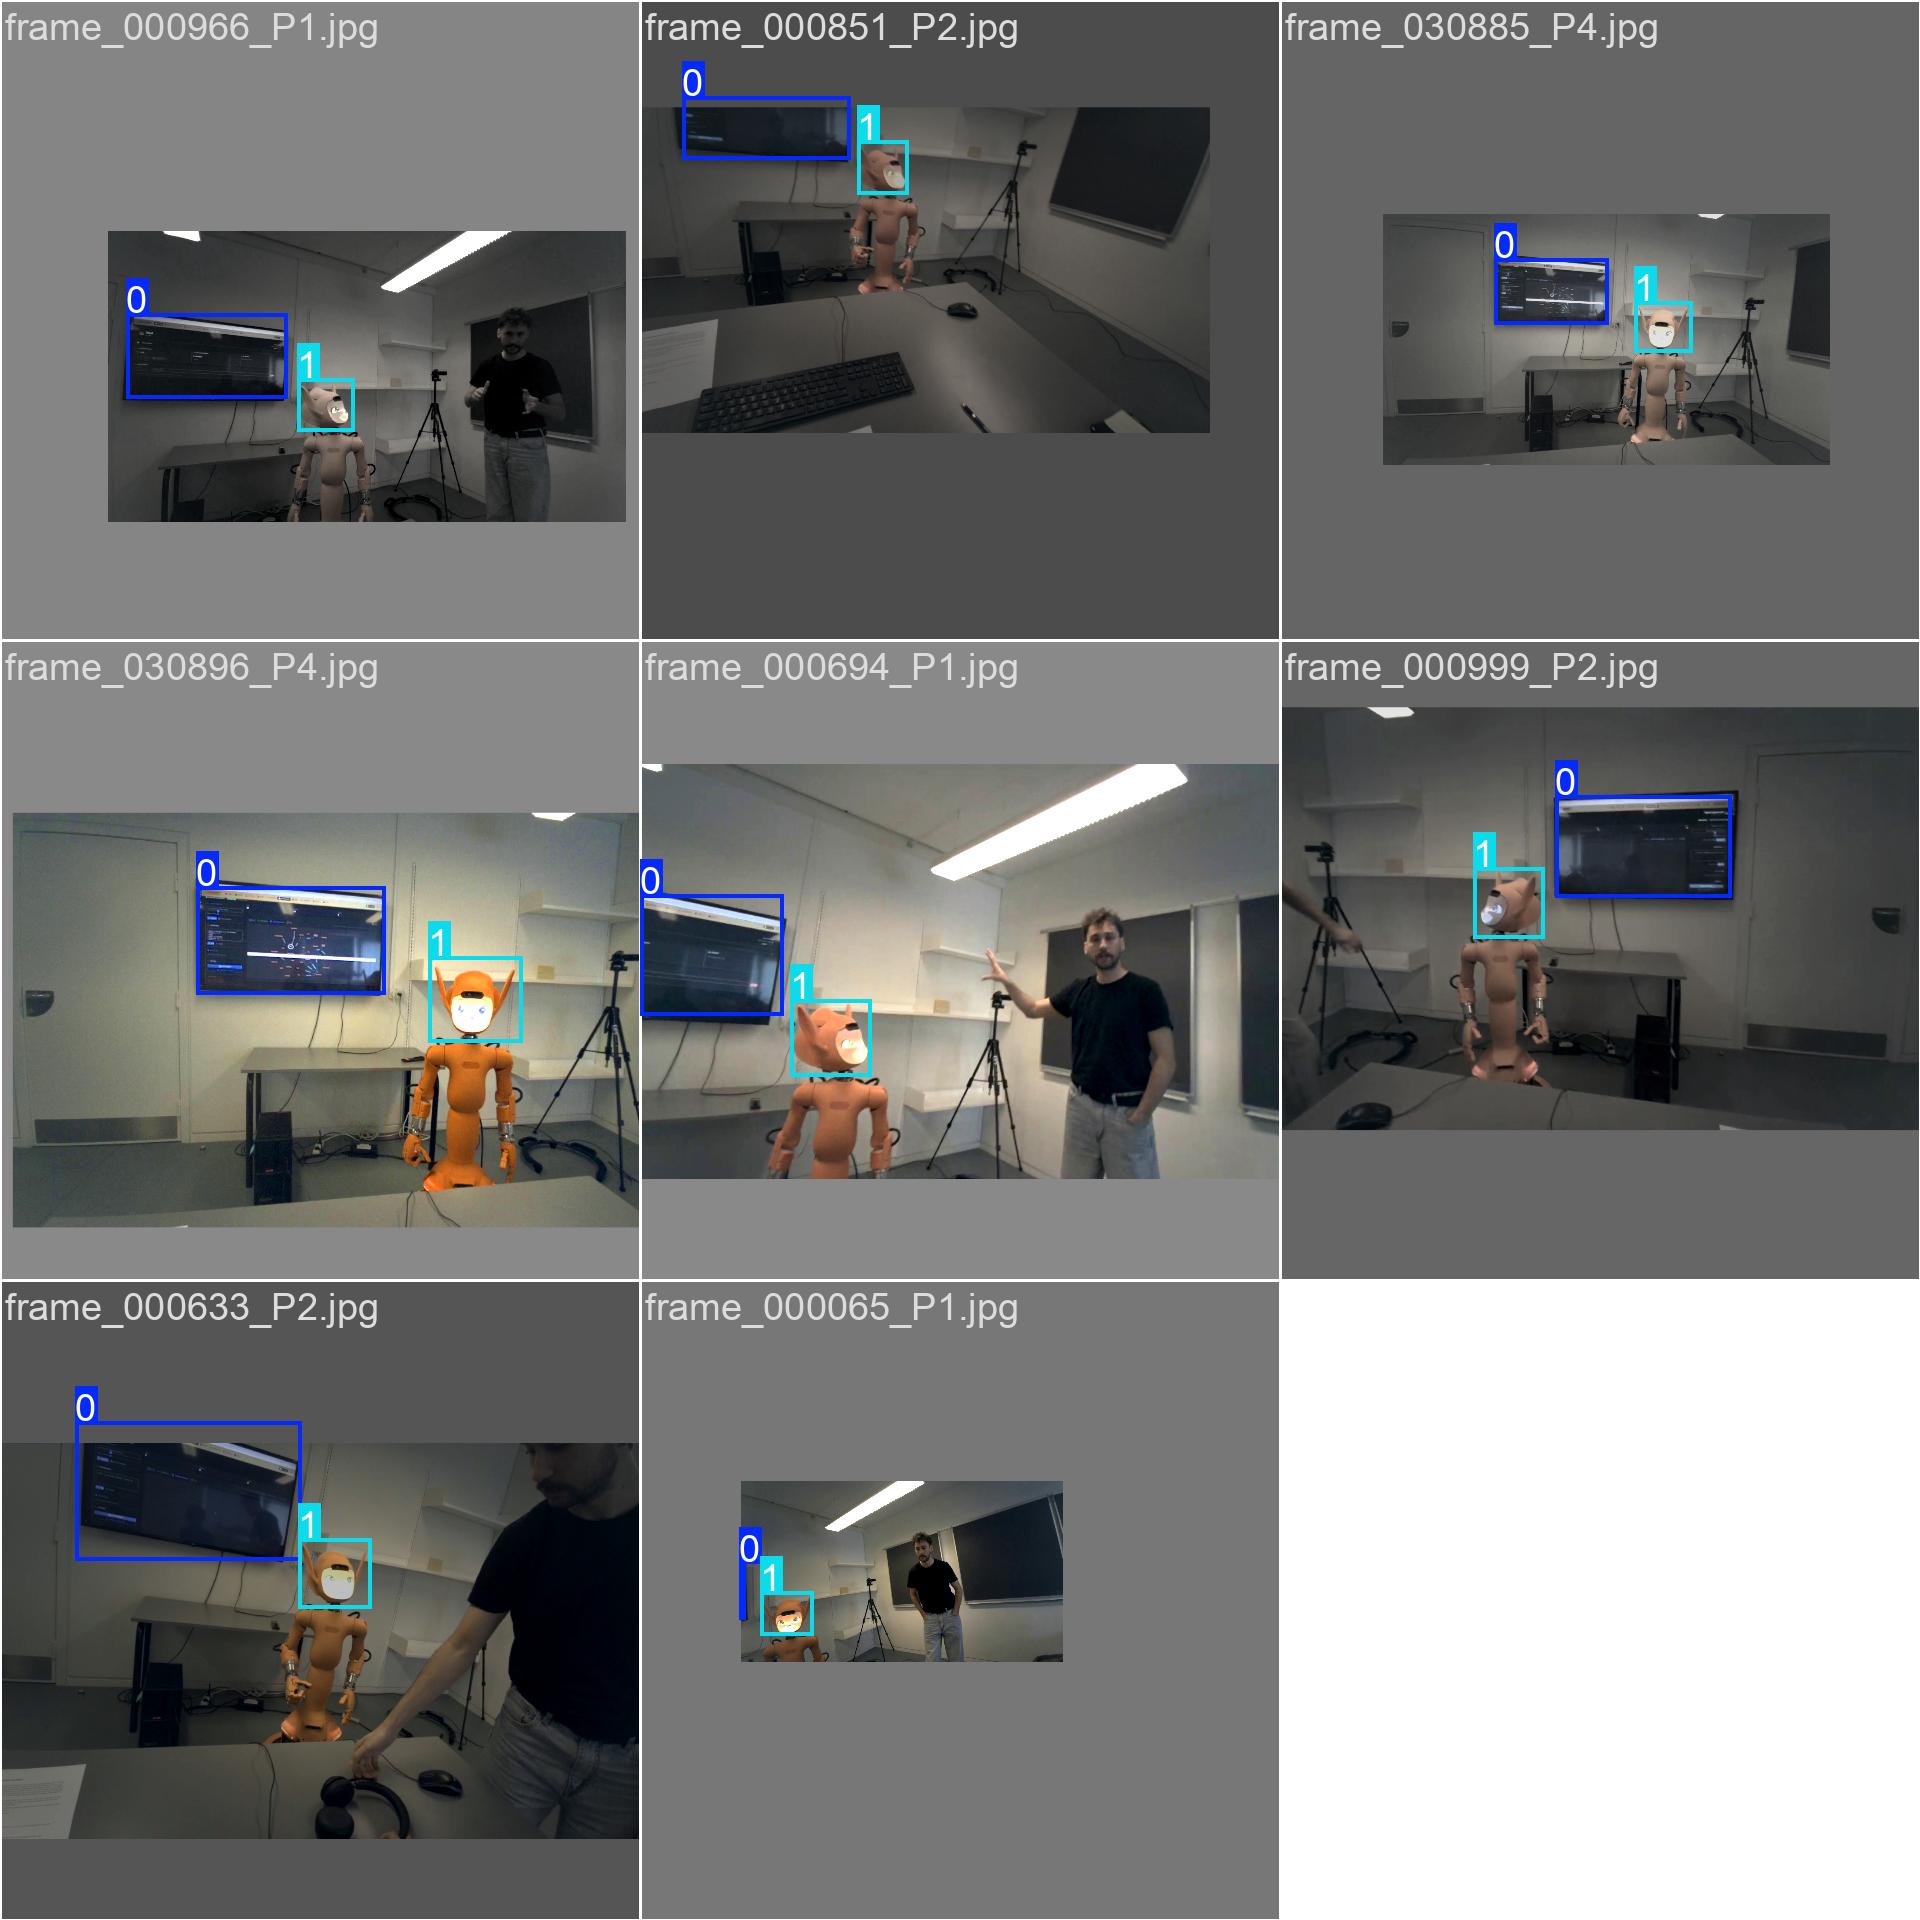 frame_000966_P1.jpg
0
1
frame_000851_P2.jpg
0
1
frame_030885_P4.jpg
0
1
frame_030896_P4.jpg
0
1
frame_000694_P1.jpg
0
1
frame_000999_P2.jpg
0
1
frame_000633_P2.jpg
0
1
frame_000065_P1.jpg
0
1